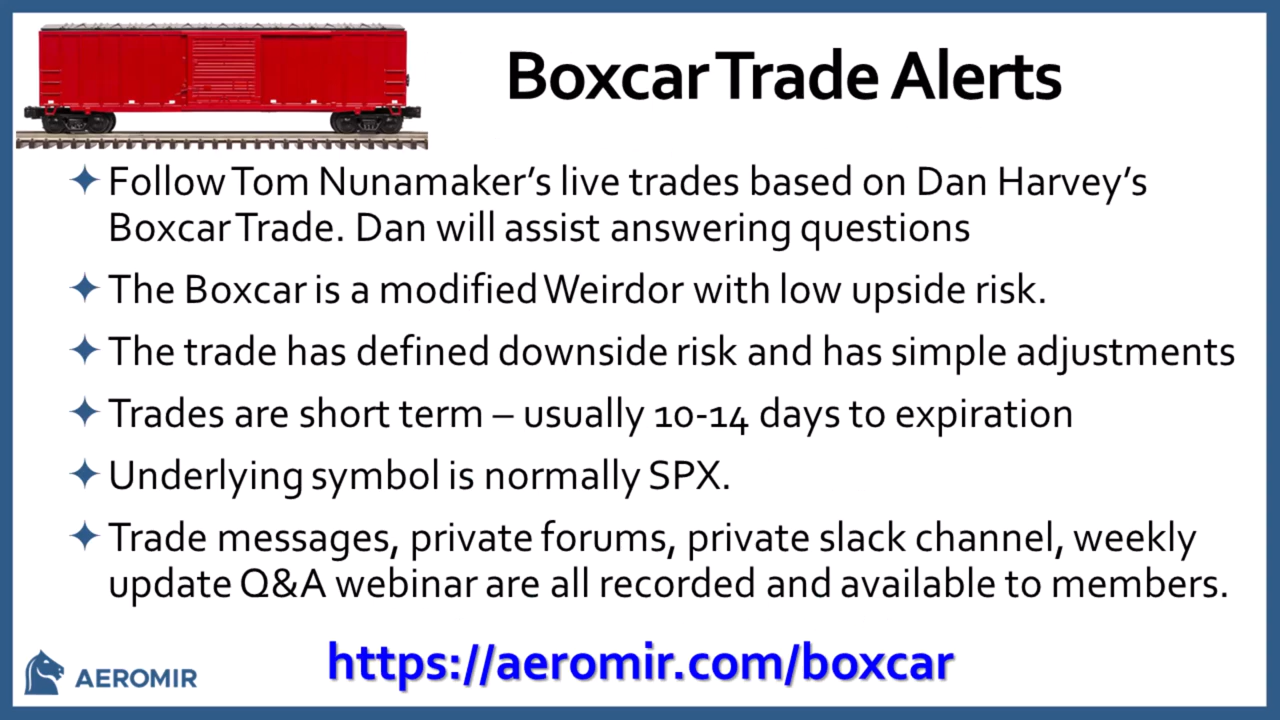 Boxcar Trade Alerts
Follow Tom Nunamaker’s live trades based on Dan Harvey’s
Boxcar Trade. Dan will assist answering questions
The Boxcar is a modified Weirdor with low upside risk.
The trade has defined downside risk and has simple adjustments
Trades are short term – usually 10-14 days to expiration
Underlying symbol is normally SPX.
Trade messages, private forums, private slack channel, weekly
update Q&A webinar are all recorded and available to members.
https://aeromir.com/boxcar
AEROMIR